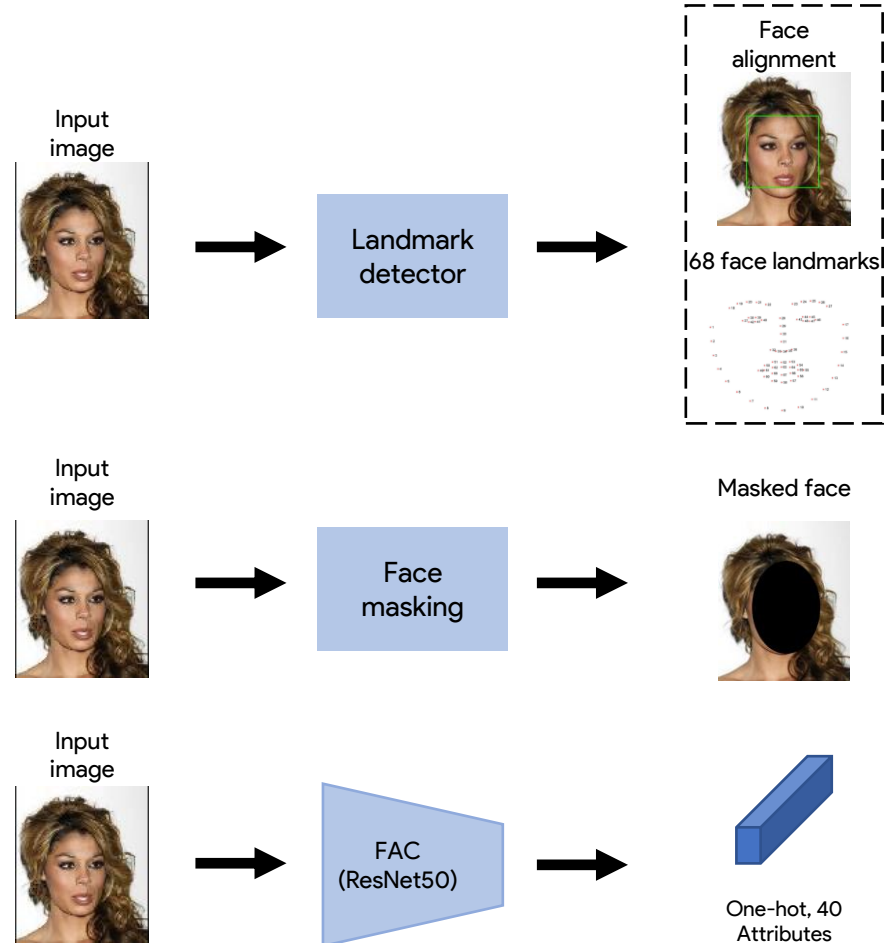 Face
alignment
Input
image
Landmark
detector
68 face landmarks
Input
image
Masked face
Face
masking
Input
image
FAC
(ResNet50)
One-hot, 40
Attributes